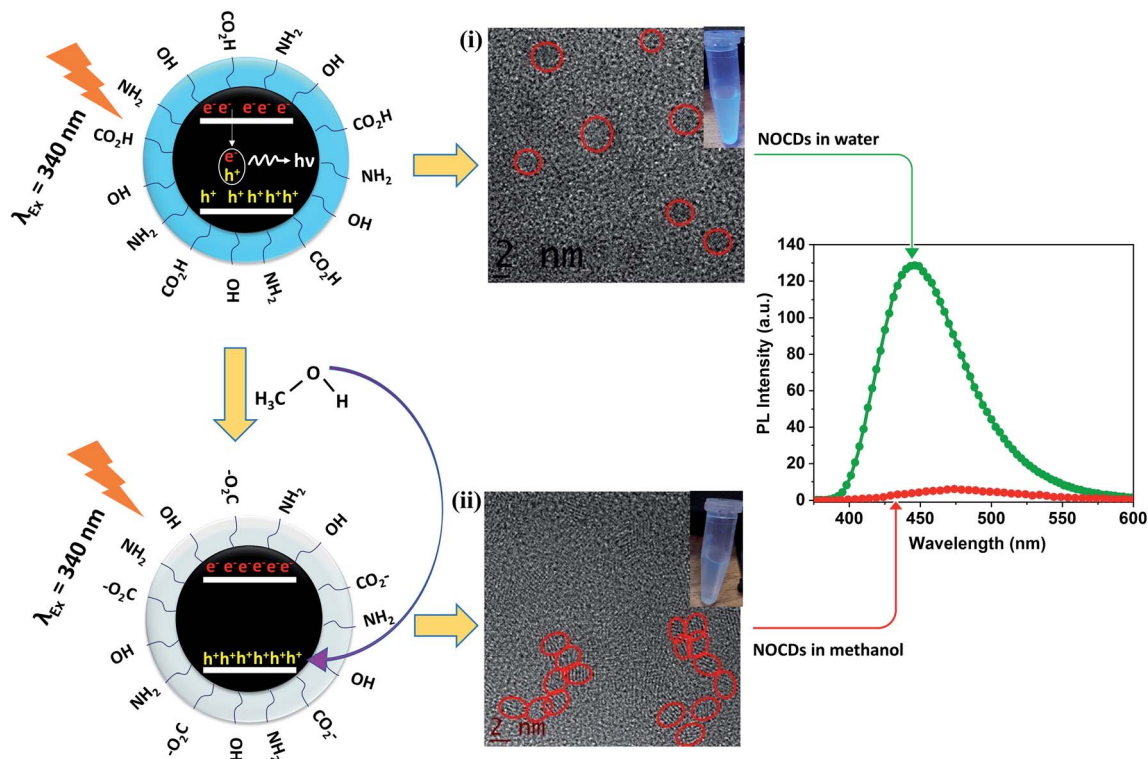 λEx = 340 nm
CO2H
OH
NH2
NH2
OH
CO2H
CO2H
OH
NH2
NH2
OH
CO2H
HO
NH2
CO2H
e- e- e- e- e-
e-
h+
hν
h+ h+ h+ h+ h+
(i)
2 nm
NOCDs in water
H3C
O
H
λEx = 340 nm
-O2C
OH
NH2
NH2
OH
-O2C
CO2-
OH
NH2
NH2
OH
-O2C
HO
NH2
CO2-
e- e- e- e- e- e-
h+ h+ h+ h+ h+ h+
(ii)
2 nm
NOCDs in methanol
PL Intensity (a.u.)
140
120
100
80
60
40
20
0
400 450 500 550 600
Wavelength (nm)